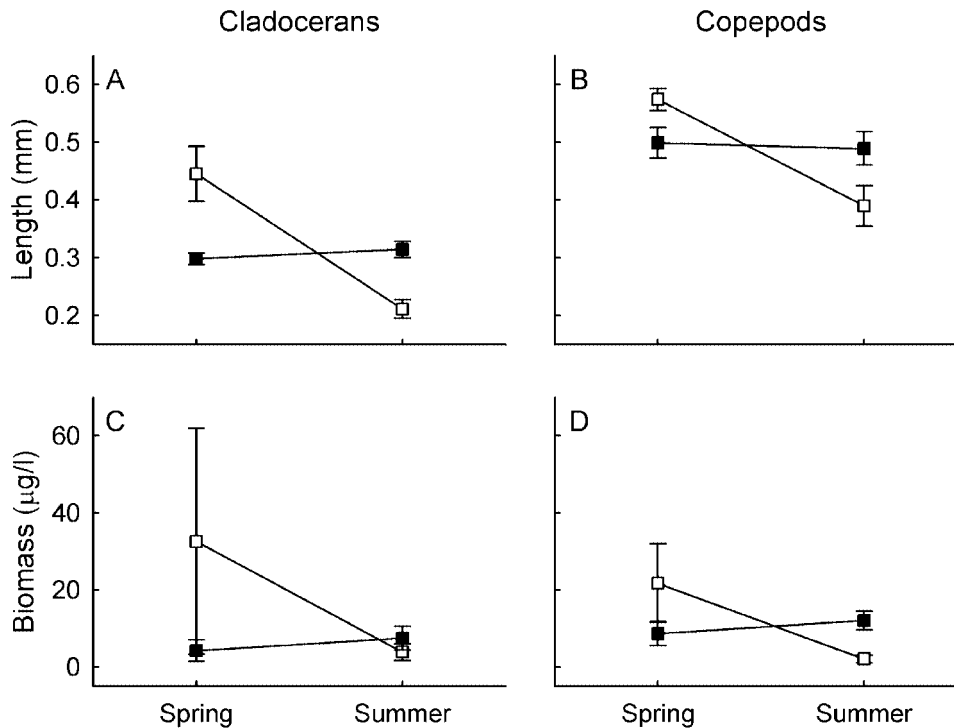 Cladocerans
Copepods
A
B
0.6
0.5
0.4
0.3
0.2
Length (mm)
C
D
60
40
20
0
Biomass (µg/l)
Spring Summer Spring Summer